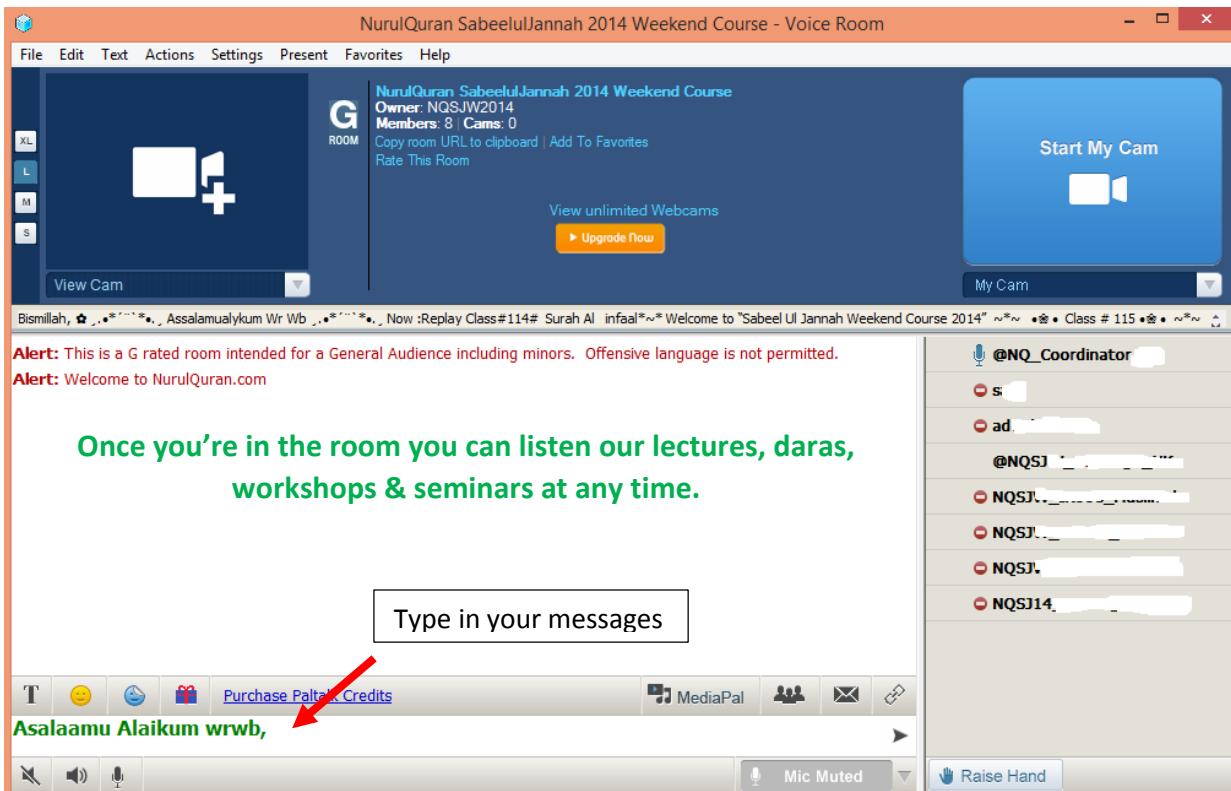 NurulQuran SabeelulJannah 2014 Weekend Course - Voice Room
File Edit Text Actions Settings Present Favorites Help
XL
L
M
S
View Cam
G
ROOM
NurulQuran SabeelulJannah 2014 Weekend Course
Owner: NQSJW2014
Members: 8 | Cams: 0
Copy room URL to clipboard | Add To Favorites
Rate This Room
View unlimited Webcams
Upgrade Now
Start My Cam
My Cam
Bismillah, ✿ ¸.•*´¨`*•.¸ Assalamualykum Wr Wb ¸.•*´¨`*•.¸ Now :Replay Class#114# Surah Al infaal*~* Welcome to "Sabeel Ul Jannah Weekend Course 2014" ~*~ •❀• Class # 115 •❀• ~*~
Alert: This is a G rated room intended for a General Audience including minors. Offensive language is not permitted.
Alert: Welcome to NurulQuran.com
Once you're in the room you can listen our lectures, daras,
workshops & seminars at any time.
Type in your messages
T Purchase Paltalk Credits MediaPal
Asalaamu Alaikum wrwb,
Mic Muted
@NQ_Coordinator
ad
@NQSJ
NQSJ
NQSJ
NQSJ
NQSJ14
Raise Hand